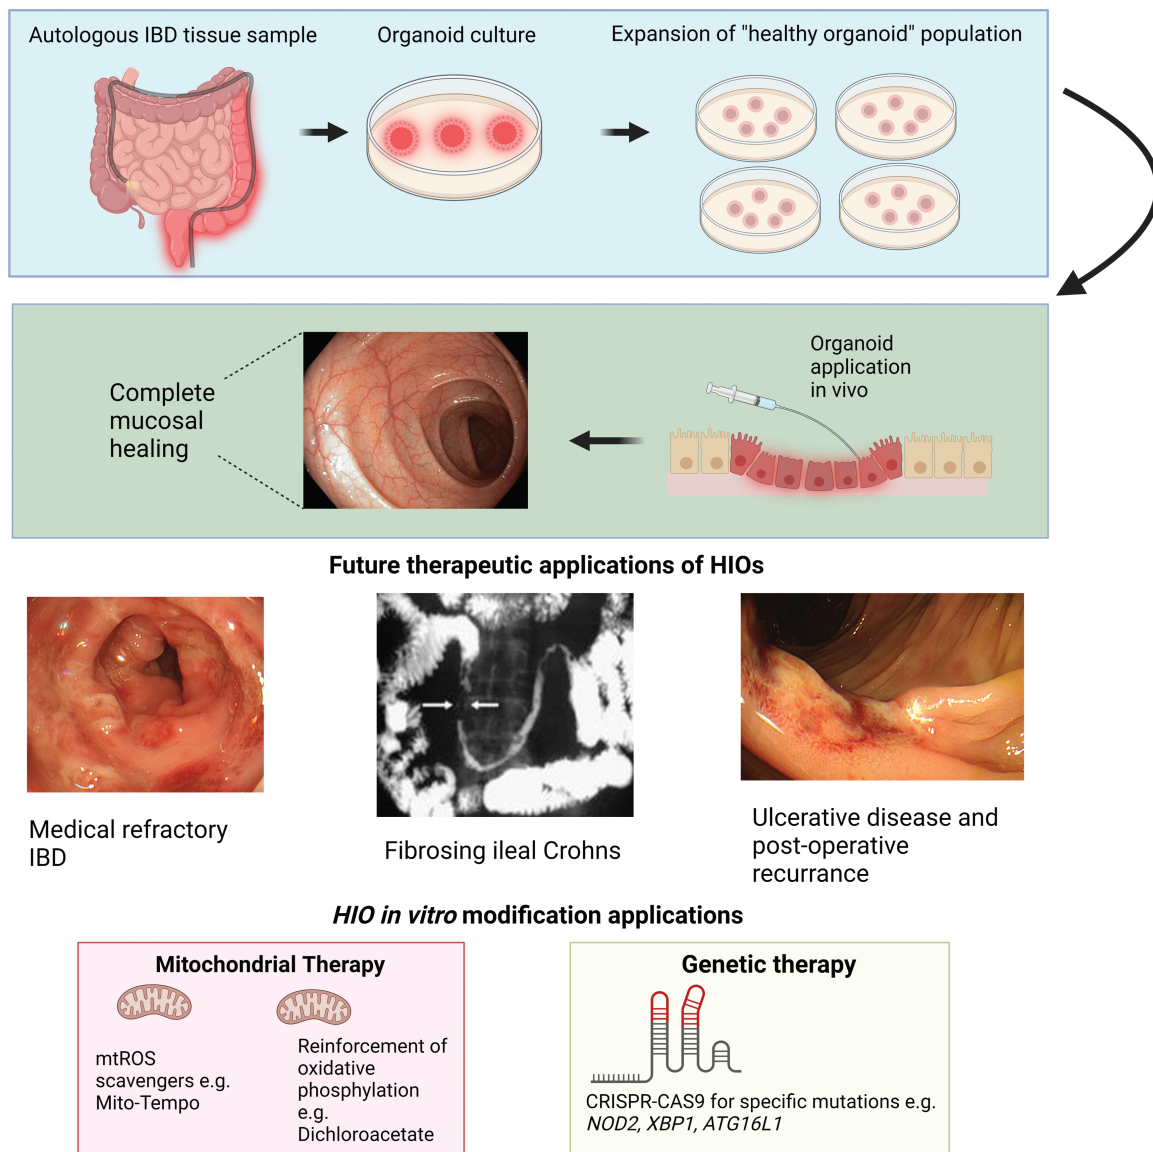 Autologous IBD tissue sample
Organoid culture
Expansion of "healthy organoid" population
Complete
mucosal
healing
Organoid
application
in vivo
Future therapeutic applications of HIOs
Medical refractory
IBD
Fibrosing ileal Crohns
Ulcerative disease and
post-operative
recurrance
HIO in vitro modification applications
Mitochondrial Therapy
mtROS
scavengers e.g.
Mito-Tempo
Reinforcement of
oxidative
phosphylation
e.g.
Dichloroacetate
Genetic therapy
CRISPR-CAS9 for specific mutations e.g.
NOD2, XBP1, ATG16L1